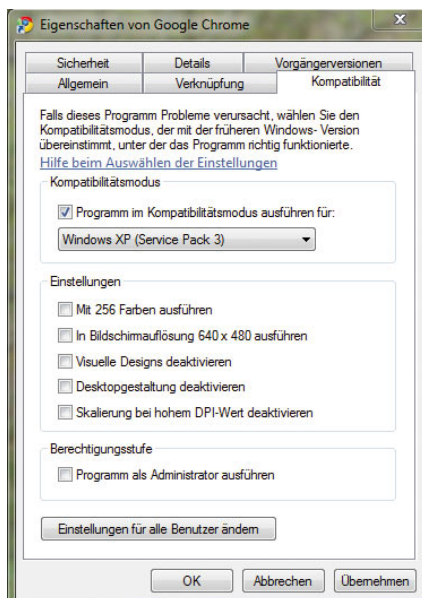 Eigenschaften von Google Chrome
Sicherheit Details Vorgängerversionen
Allgemein Verknüpfung Kompatibilität
Falls dieses Programm Probleme verursacht, wählen Sie den
Kompatibilitätsmodus, der mit der früheren Windows- Version
übereinstimmt, unter der das Programm richtig funktionierte.
Hilfe beim Auswählen der Einstellungen
Kompatibilitätsmodus
Programm im Kompatibilitätsmodus ausführen für:
Windows XP (Service Pack 3)
Einstellungen
Mit 256 Farben ausführen
In Bildschirmauflösung 640 x 480 ausführen
Visuelle Designs deaktivieren
Desktopgestaltung deaktivieren
Skalierung bei hohem DPI-Wert deaktivieren
Berechtigungsstufe
Programm als Administrator ausführen
Einstellungen für alle Benutzer ändern
OK Abbrechen Übernehmen